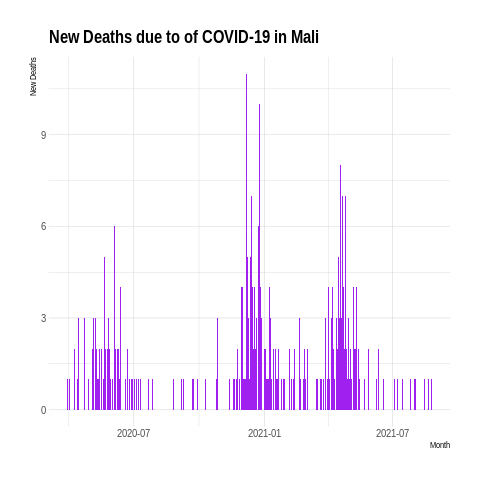 New Deaths due to of COVID-19 in Mali
New Deaths
9
6
3
0
2020-07
2021-01
2021-07
Month